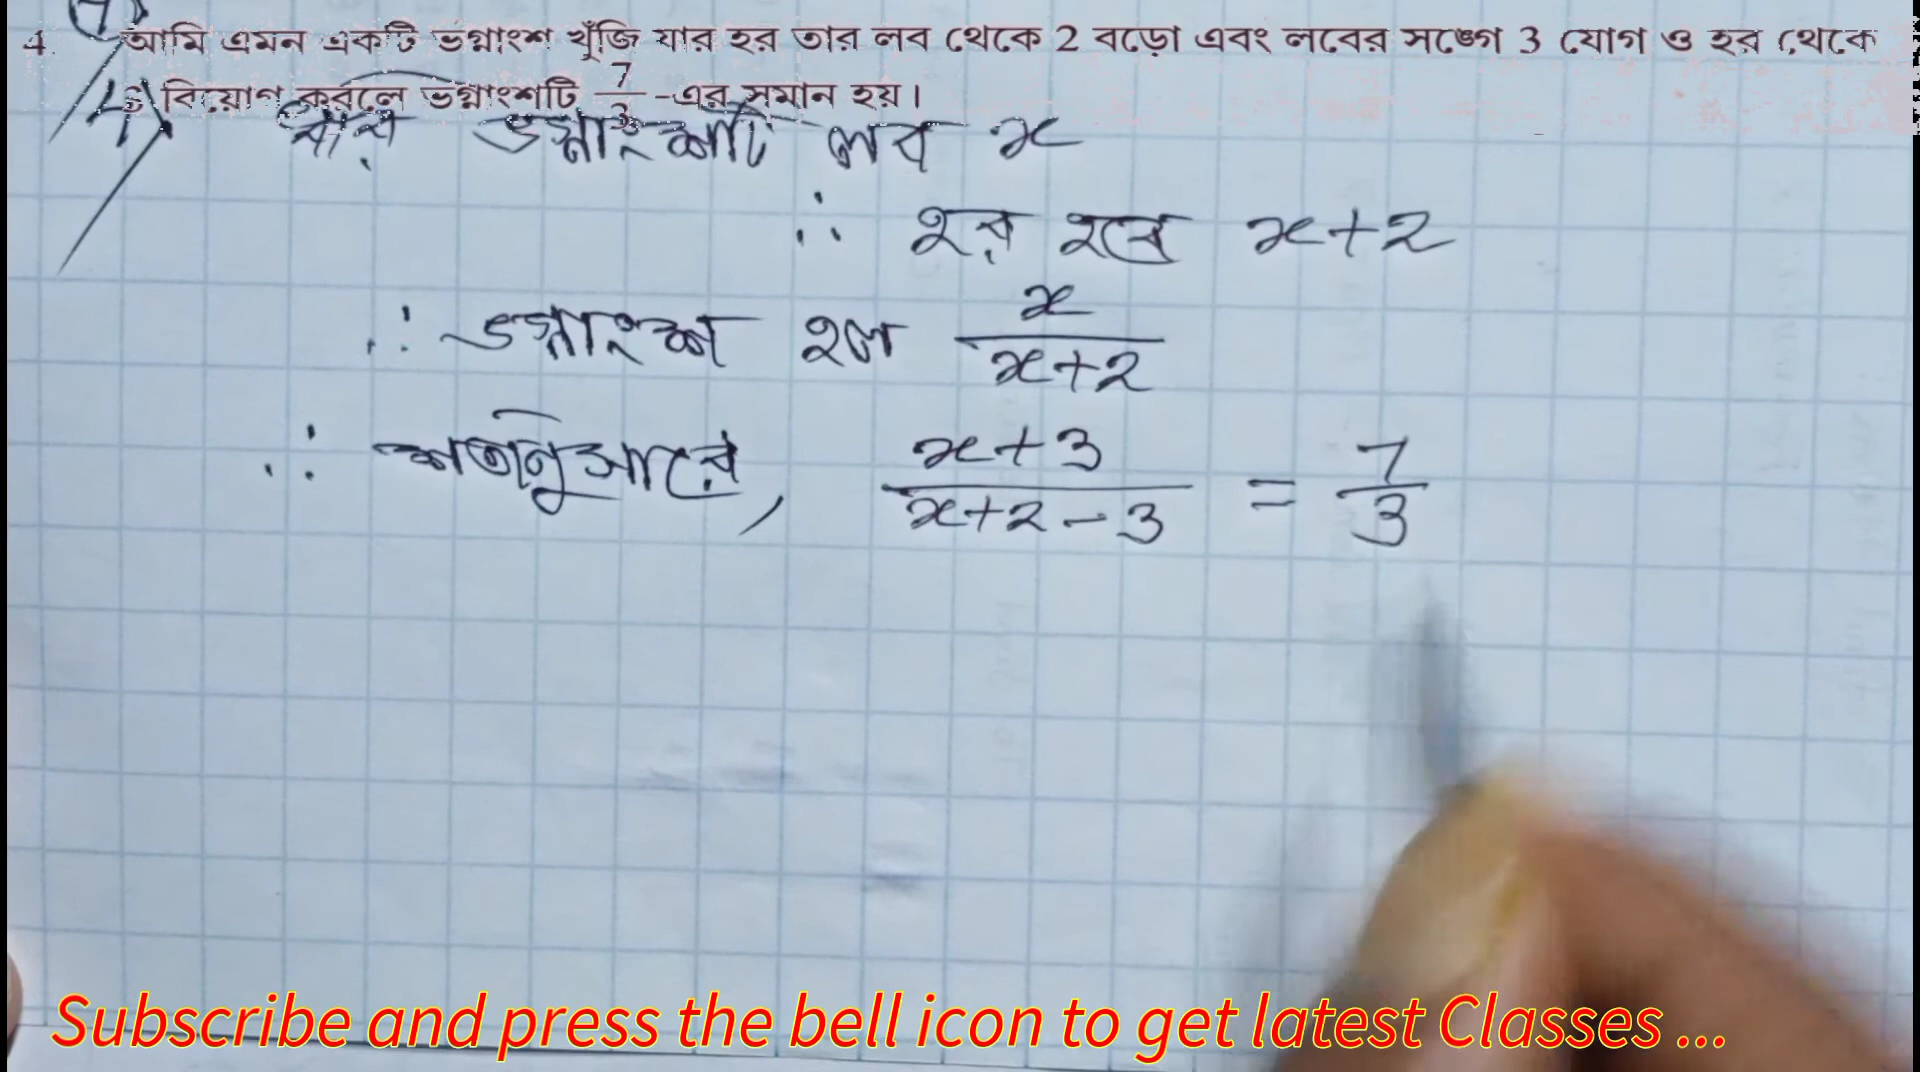 4. আমি এমন একটি ভগ্নাংশ খুঁজি যার হর তার লব থেকে 2 বড়ো এবং লবের সঙ্গে 3 যোগ ও হর থেকে
3 বিয়োগ করলে ভগ্নাংশটি 7/3 -এর সমান হয়।
4) ধরি ভগ্নাংশটি লব x
∴ হর হবে x+2
∴ ভগ্নাংশ হল x/(x+2)
∴ শর্তানুসারে, (x+3)/(x+2-3) = 7/3
Subscribe and press the bell icon to get latest Classes ...